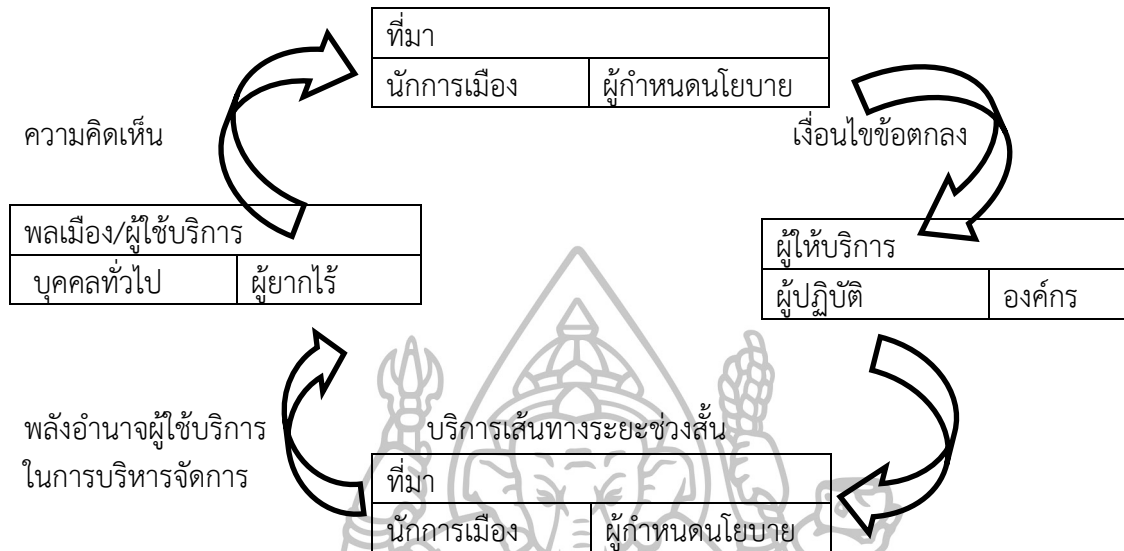 ที่มา
นักการเมือง ผู้กำหนดนโยบาย
ความคิดเห็น เงื่อนไขข้อตกลง
พลเมือง/ผู้ใช้บริการ
บุคคลทั่วไป ผู้ยากไร้
ผู้ให้บริการ
ผู้ปฏิบัติ องค์กร
พลังอำนาจผู้ใช้บริการ
ในการบริหารจัดการ
บริการเส้นทางระยะช่วงสั้น
ที่มา
นักการเมือง ผู้กำหนดนโยบาย